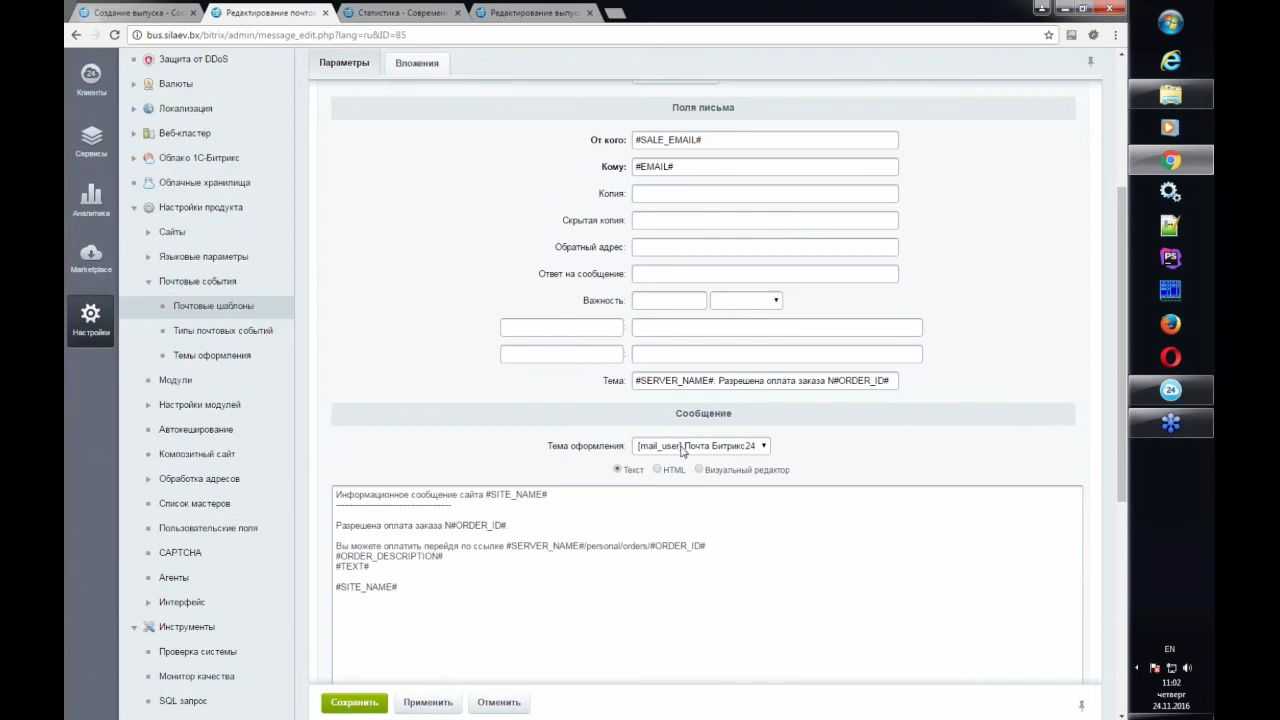 Создание выпуска - Сов
Редактирование почтос
Статистика - Современ
Редактирование выпус
bus.silaev.bx/bitrix/admin/message_edit.php?lang=ru&ID=85
24
Клиенты
Сервисы
Аналитика
Marketplace
Настройки
Защита от DDoS
Валюты
Локализация
Веб-кластер
Облако 1С-Битрикс
Облачные хранилища
Настройки продукта
Сайты
Языковые параметры
Почтовые события
Почтовые шаблоны
Типы почтовых событий
Темы оформления
Модули
Настройки модулей
Автокеширование
Композитный сайт
Обработка адресов
Список мастеров
Пользовательские поля
CAPTCHA
Агенты
Интерфейс
Инструменты
Проверка системы
Монитор качества
SQL запрос
Параметры
Вложения
Поля письма
От кого: #SALE_EMAIL#
Кому: #EMAIL#
Копия:
Скрытая копия:
Обратный адрес:
Ответ на сообщение:
Важность:
:
:
Тема: #SERVER_NAME#: Разрешена оплата заказа N#ORDER_ID#
Сообщение
Тема оформления: [mail_user] Почта Битрикс24
Текст HTML Визуальный редактор
Информационное сообщение сайта #SITE_NAME#
------------------------------------------
Разрешена оплата заказа N#ORDER_ID#
Вы можете оплатить перейдя по ссылке #SERVER_NAME#/personal/orders/#ORDER_ID#
#ORDER_DESCRIPTION#
#TEXT#
#SITE_NAME#
Сохранить
Применить
Отменить
PS
24
EN
11:02
четверг
24.11.2016